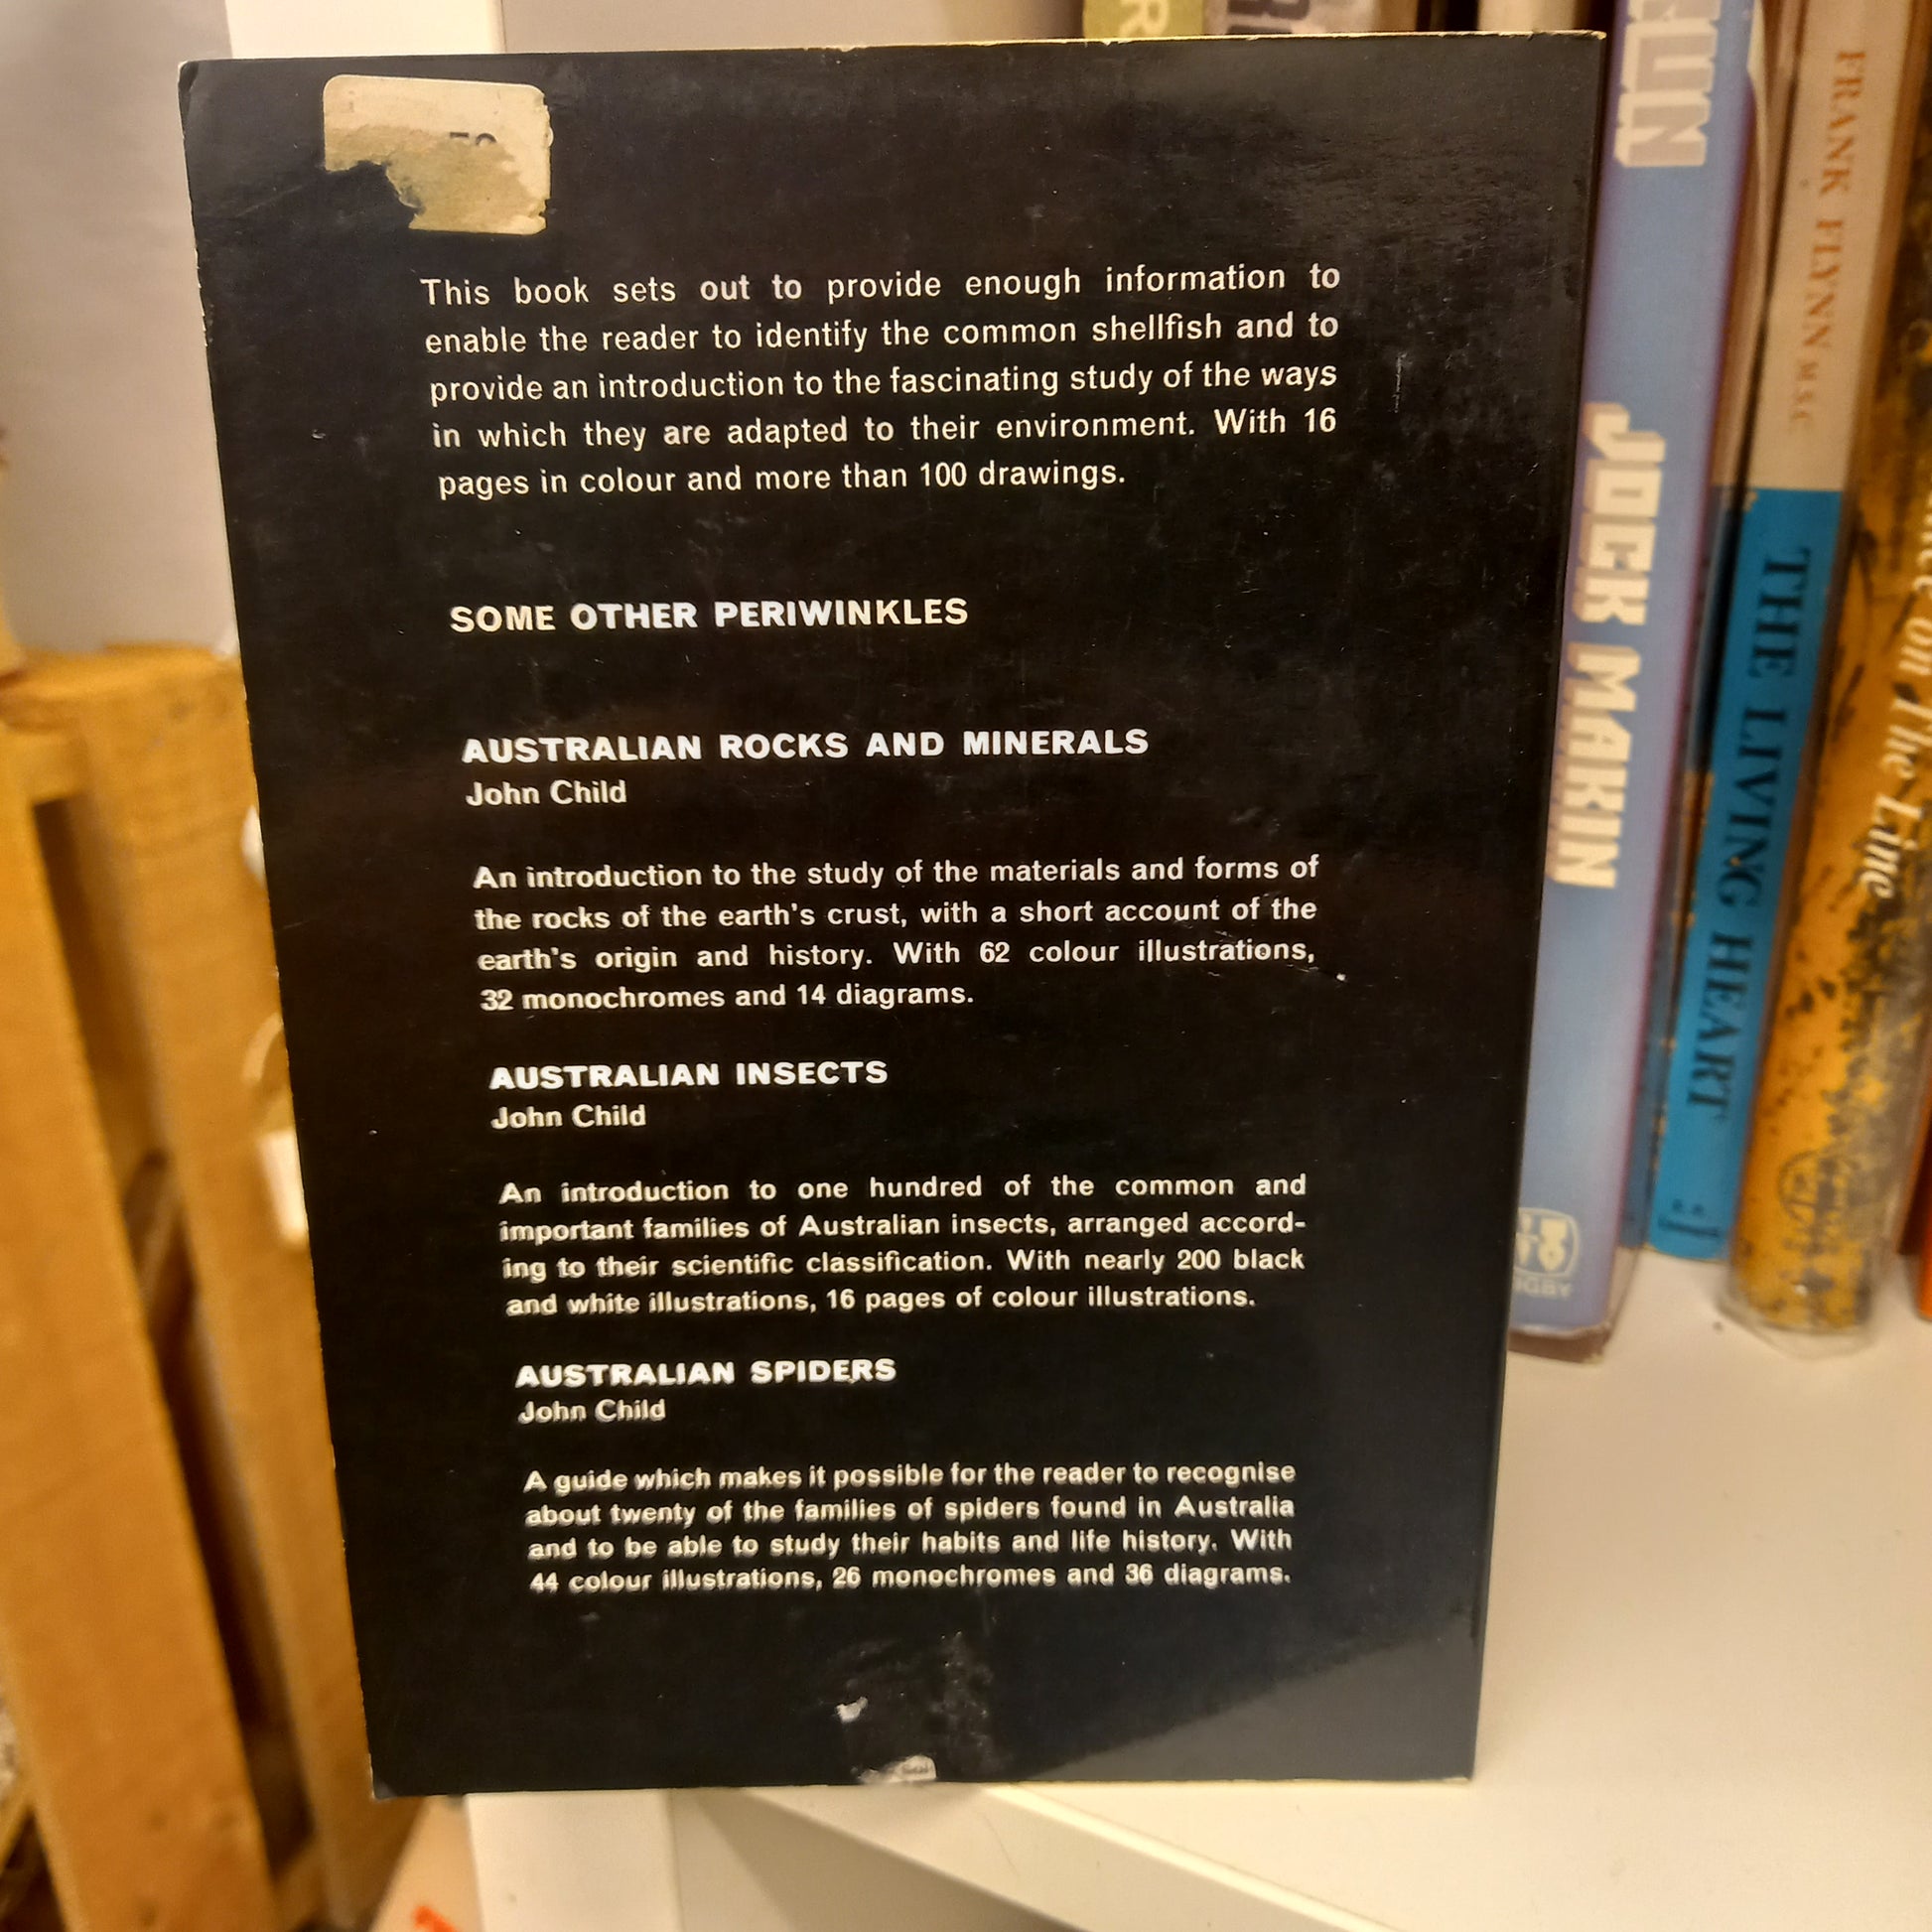 This book sets out to provide enough information to
enable the reader to identify the common shellfish and to
provide an introduction to the fascinating study of the ways
in which they are adapted to their environment. With 16
pages in colour and more than 100 drawings.
SOME OTHER PERIWINKLES
AUSTRALIAN ROCKS AND MINERALS
John Child
An introduction to the study of the materials and forms of
the rocks of the earth's crust, with a short account of the
earth's origin and history. With 62 colour illustrations,
32 monochromes and 14 diagrams.
AUSTRALIAN INSECTS
John Child
An introduction to one hundred of the common and
important families of Australian insects, arranged accord-
ing to their scientific classification. With nearly 200 black
and white illustrations, 16 pages of colour illustrations.
AUSTRALIAN SPIDERS
John Child
A guide which makes it possible for the reader to recognise
about twenty of the families of spiders found in Australia
and to be able to study their habits and life history. With
44 colour illustrations, 26 monochromes and 36 diagrams.
JOCK MAKIN
FRANK FLYNN M.S.C.
THE LIVING HEART
on The Line